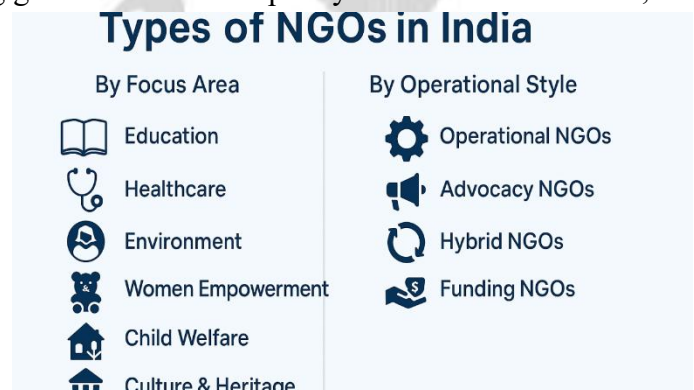 Types of NGOs in India
By Focus Area
Education
Healthcare
Environment
Women Empowerment
Child Welfare
Culture & Heritage
By Operational Style
Operational NGOs
Advocacy NGOs
Hybrid NGOs
Funding NGOs